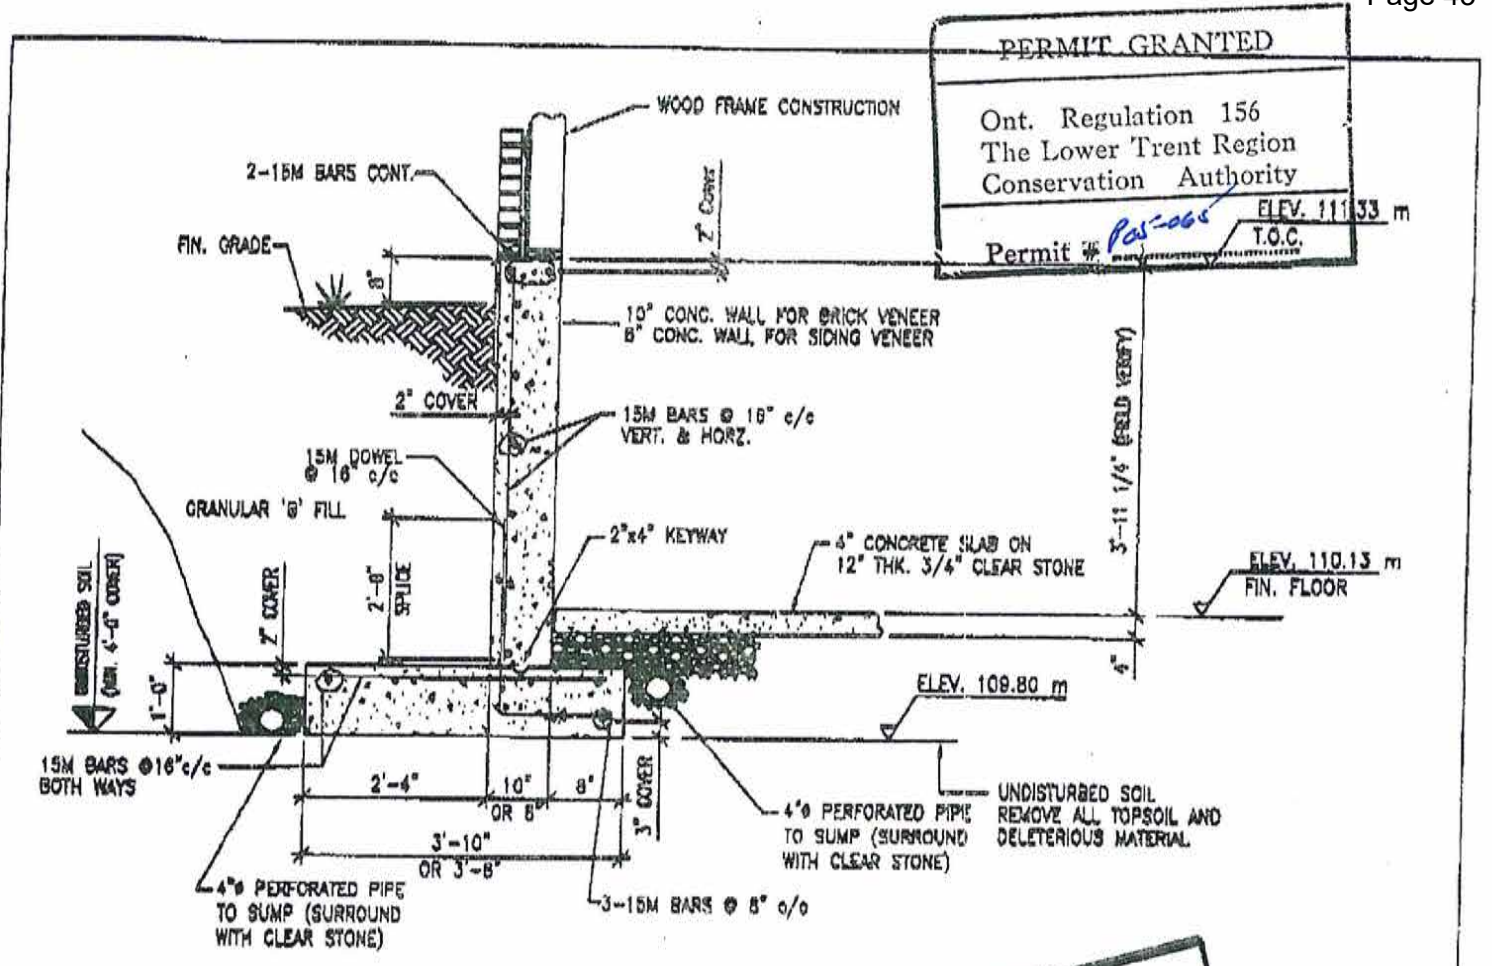 PERMIT GRANTED
Ont. Regulation 156
The Lower Trent Region
Conservation Authority
Permit # P05-065
ELEV. 111.33 m
T.O.C.
WOOD FRAME CONSTRUCTION
2-15M BARS CONT.
2" Cover
FIN. GRADE
8"
10" CONC. WALL FOR BRICK VENEER
8" CONC. WALL FOR SIDING VENEER
2" COVER
15M BARS @ 16" c/c
VERT. & HORZ.
15M DOWEL
@ 16" c/c
GRANULAR 'B' FILL
2'-0"
SPLICE
2"x4" KEYWAY
4" CONCRETE SLAB ON
12" THK. 3/4" CLEAR STONE
3'-11 1/4" (FIELD VERIFY)
ELEV. 110.13 m
FIN. FLOOR
UNDISTURBED SOIL
(MIN. 4'-0" COVER)
2" COVER
1'-0"
4"
ELEV. 109.80 m
15M BARS @16"c/c
BOTH WAYS
2'-4"
10"
OR 8"
8"
3" COVER
3'-10"
OR 3'-8"
4"ø PERFORATED PIPE
TO SUMP (SURROUND
WITH CLEAR STONE)
UNDISTURBED SOIL
REMOVE ALL TOPSOIL AND
DELETERIOUS MATERIAL
4"ø PERFORATED PIPE
TO SUMP (SURROUND
WITH CLEAR STONE)
3-15M BARS @ 8" c/c